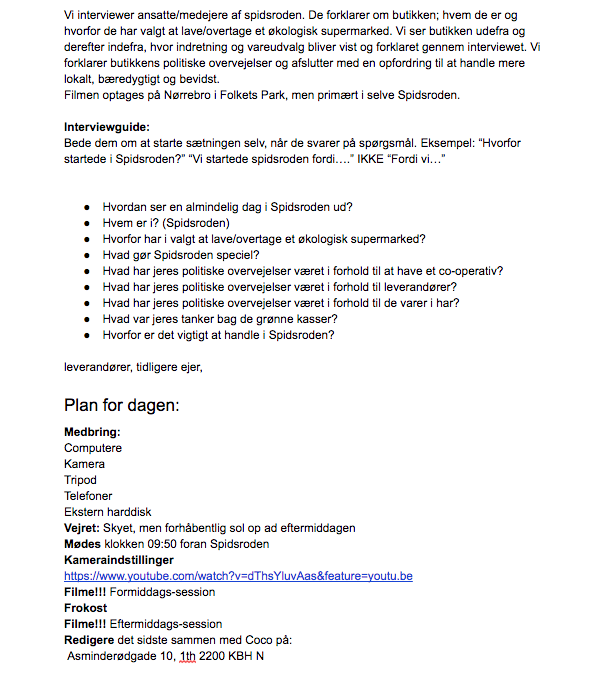 Vi interviewer ansatte/medejere af spidsroden. De forklarer om butikken; hvem de er og
hvorfor de har valgt at lave/overtage et økologisk supermarked. Vi ser butikken udefra og
derefter indefra, hvor indretning og vareudvalg bliver vist og forklaret gennem interviewet. Vi
forklarer butikkens politiske overvejelser og afslutter med en opfordring til at handle mere
lokalt, bæredygtigt og bevidst.
Filmen optages på Nørrebro i Folkets Park, men primært i selve Spidsroden.
Interviewguide:
Bede dem om at starte sætningen selv, når de svarer på spørgsmål. Eksempel: “Hvorfor
startede i Spidsroden?” “Vi startede spidsroden fordi….” IKKE “Fordi vi…”
● Hvordan ser en almindelig dag i Spidsroden ud?
● Hvem er i? (Spidsroden)
● Hvorfor har i valgt at lave/overtage et økologisk supermarked?
● Hvad gør Spidsroden speciel?
● Hvad har jeres politiske overvejelser været i forhold til at have et co-operativ?
● Hvad har jeres politiske overvejelser været i forhold til leverandører?
● Hvad har jeres politiske overvejelser været i forhold til de varer i har?
● Hvad var jeres tanker bag de grønne kasser?
● Hvorfor er det vigtigt at handle i Spidsroden?
leverandører, tidligere ejer,
Plan for dagen:
Medbring:
Computere
Kamera
Tripod
Telefoner
Ekstern harddisk
Vejret: Skyet, men forhåbentlig sol op ad eftermiddagen
Mødes klokken 09:50 foran Spidsroden
Kameraindstillinger
https://www.youtube.com/watch?v=dThsYluvAas&feature=youtu.be
Filme!!! Formiddags-session
Frokost
Filme!!! Eftermiddags-session
Redigere det sidste sammen med Coco på:
Asminderødgade 10, 1th 2200 KBH N